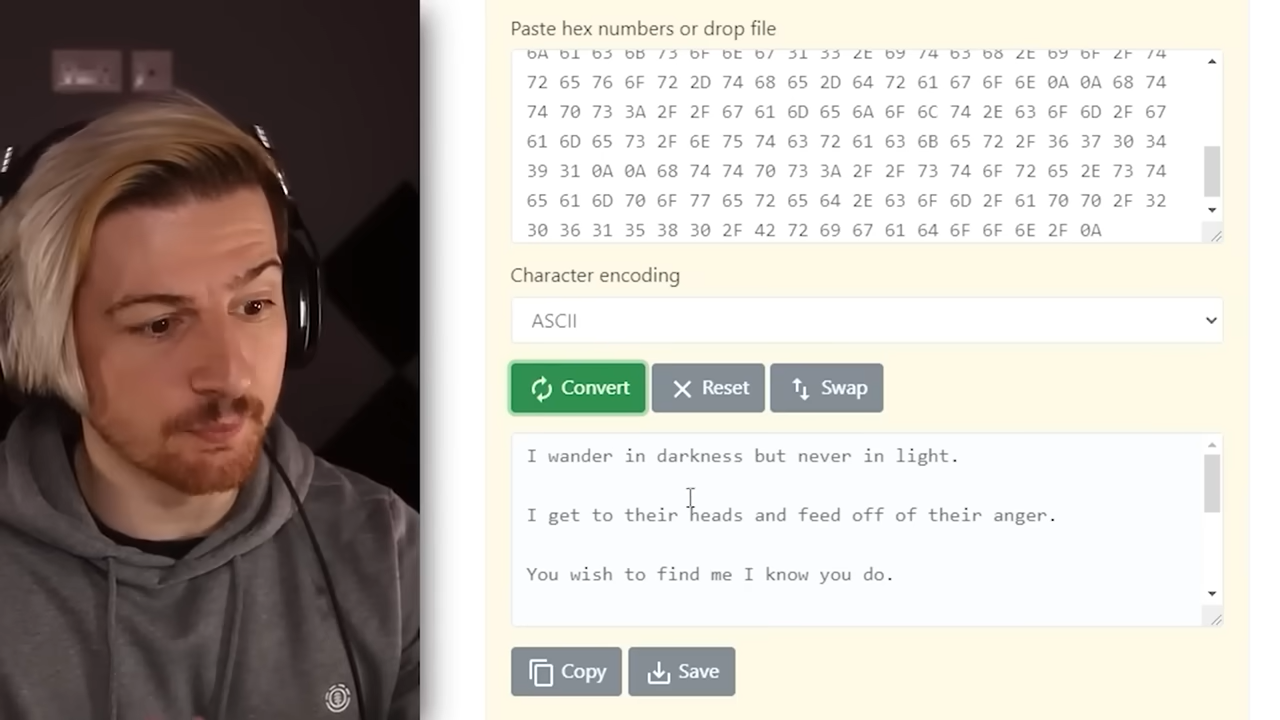 Paste hex numbers or drop file
6A 61 63 6B 73 6F 6E 67 31 33 2E 69 74 63 68 2E 69 6F 2F 74
72 65 76 6F 72 2D 74 68 65 2D 64 72 61 67 6F 6E 0A 0A 68 74
74 70 73 3A 2F 2F 67 61 6D 65 6A 6F 6C 74 2E 63 6F 6D 2F 67
61 6D 65 73 2F 6E 75 74 63 72 61 63 6B 65 72 2F 36 37 30 34
39 31 0A 0A 68 74 74 70 73 3A 2F 2F 73 74 6F 72 65 2E 73 74
65 61 6D 70 6F 77 65 72 65 64 2E 63 6F 6D 2F 61 70 70 2F 32
30 36 31 35 38 30 2F 42 72 69 67 61 64 6F 6F 6E 2F 0A
Character encoding
ASCII
Convert Reset Swap
I wander in darkness but never in light.
I get to their heads and feed off of their anger.
You wish to find me I know you do.
Copy Save